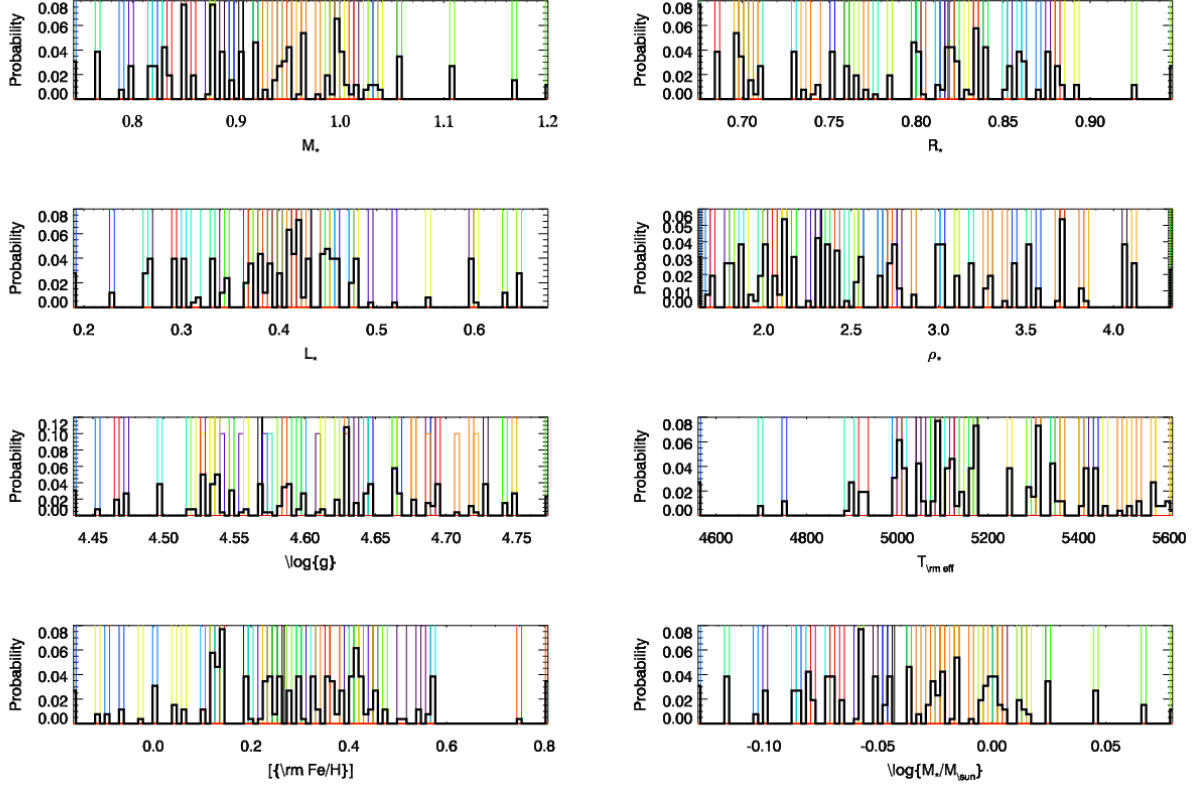 Probability
0.08
0.06
0.04
0.02
0.00
0.8 0.9 1.0 1.1 1.2
M*
Probability
0.08
0.06
0.04
0.02
0.00
0.70 0.75 0.80 0.85 0.90
R*
Probability
0.08
0.06
0.04
0.02
0.00
0.2 0.3 0.4 0.5 0.6
L*
Probability
0.06
0.05
0.04
0.03
0.02
0.01
0.00
2.0 2.5 3.0 3.5 4.0
ρ*
Probability
0.12
0.10
0.08
0.06
0.04
0.02
0.00
4.45 4.50 4.55 4.60 4.65 4.70 4.75
\log{g}
Probability
0.08
0.06
0.04
0.02
0.00
4600 4800 5000 5200 5400 5600
T\rm eff
Probability
0.08
0.06
0.04
0.02
0.00
0.0 0.2 0.4 0.6 0.8
[{\rm Fe/H}]
Probability
0.08
0.06
0.04
0.02
0.00
-0.10 -0.05 0.00 0.05
\log{M*/M\sun}